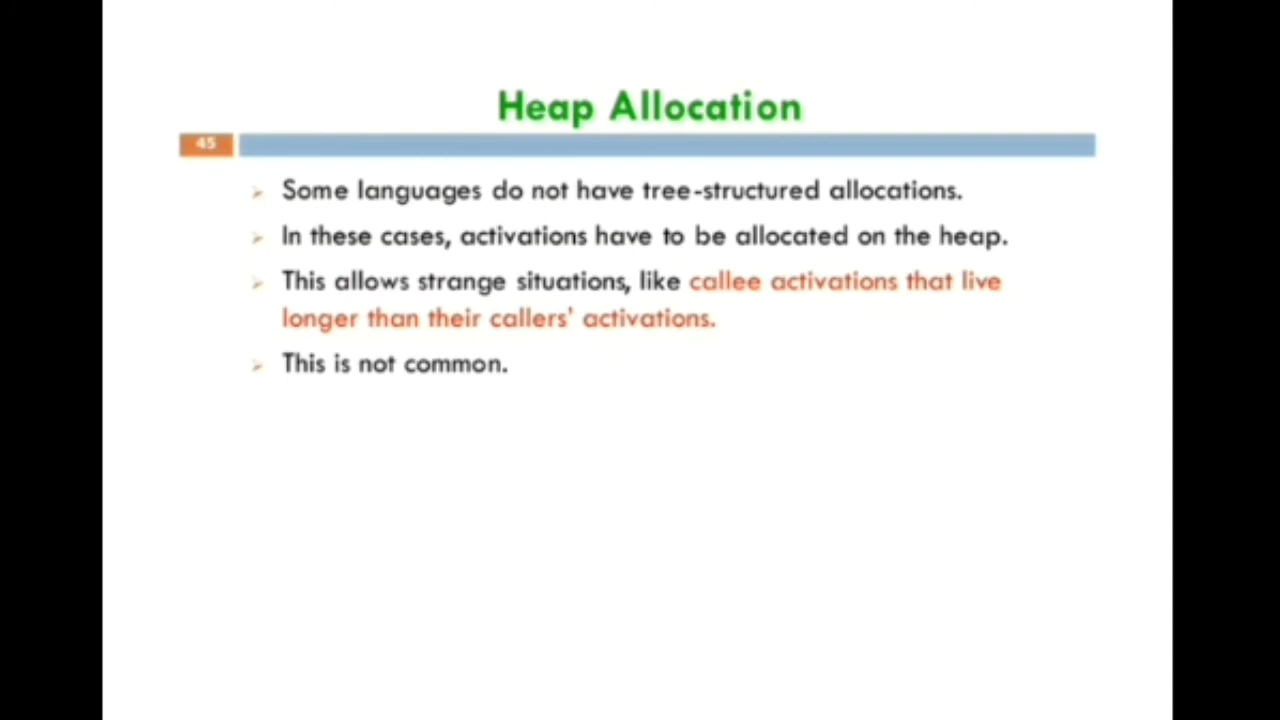 Heap Allocation
45
Some languages do not have tree-structured allocations.
In these cases, activations have to be allocated on the heap.
This allows strange situations, like callee activations that live
longer than their callers' activations.
This is not common.